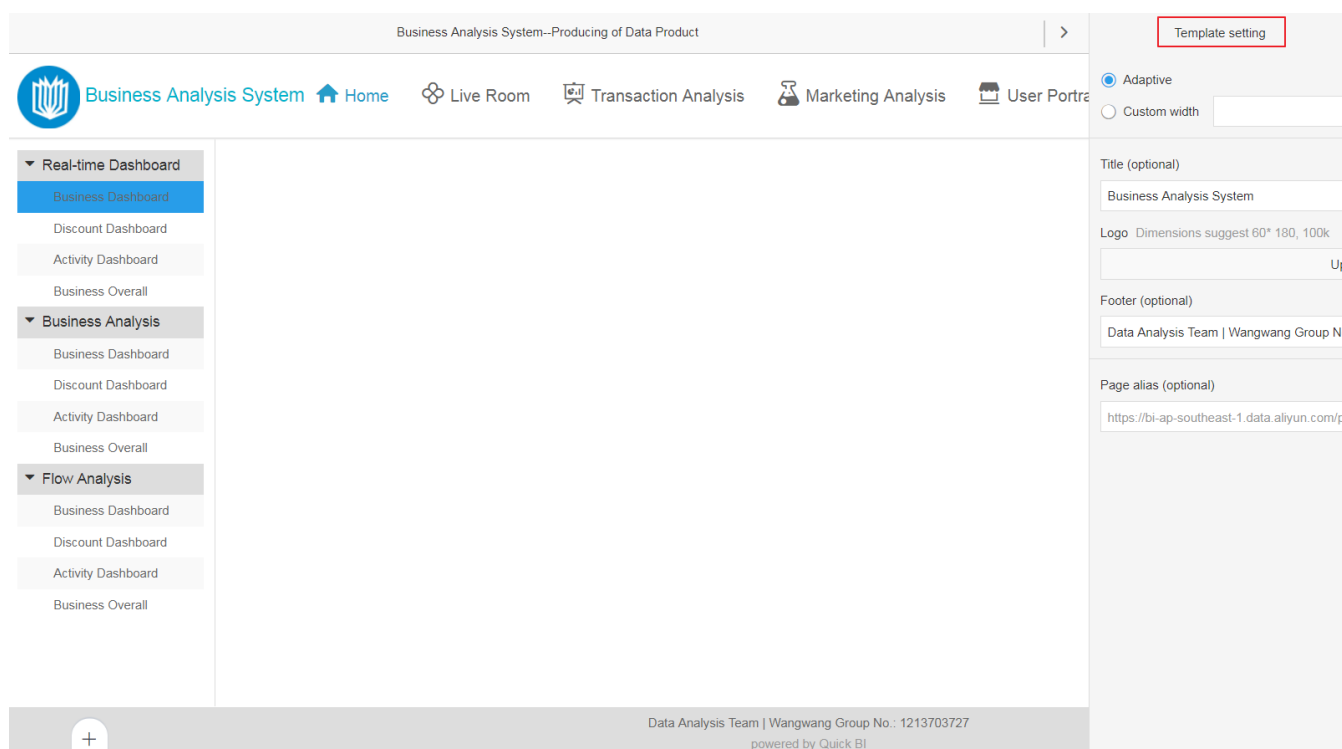 Business Analysis System--Producing of Data Product
Template setting
Business Analysis System
Home
Live Room
Transaction Analysis
Marketing Analysis
User Portra
Adaptive
Custom width
Real-time Dashboard
Business Dashboard
Discount Dashboard
Activity Dashboard
Business Overall
Business Analysis
Business Dashboard
Discount Dashboard
Activity Dashboard
Business Overall
Flow Analysis
Business Dashboard
Discount Dashboard
Activity Dashboard
Business Overall
Title (optional)
Business Analysis System
Logo Dimensions suggest 60* 180, 100k
Up
Footer (optional)
Data Analysis Team | Wangwang Group N
Page alias (optional)
https://bi-ap-southeast-1.data.aliyun.com/p
Data Analysis Team | Wangwang Group No.: 1213703727
powered by Quick BI